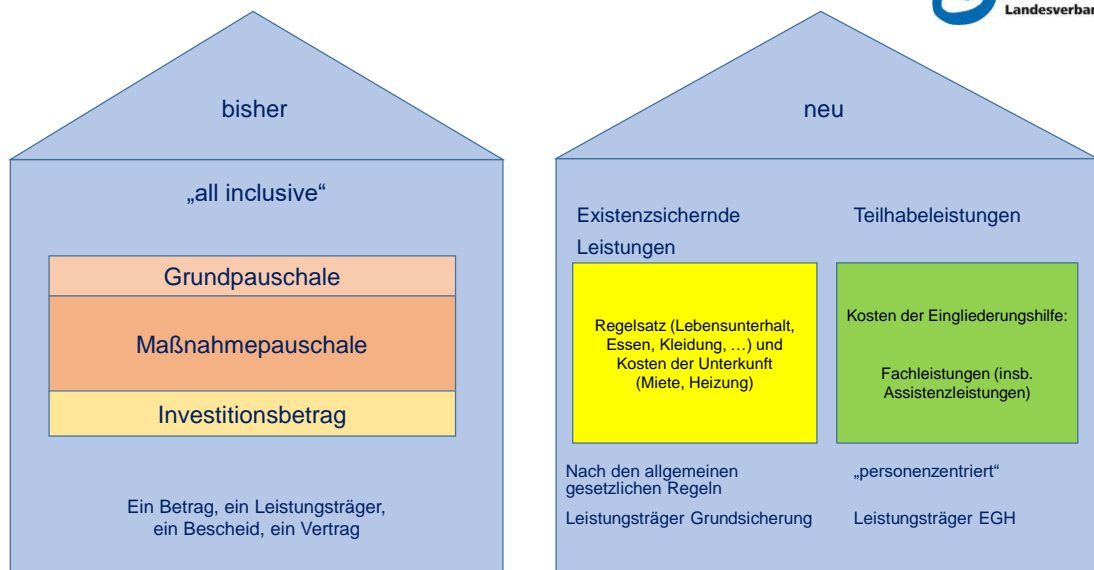 Landesverban
bisher
„all inclusive“
Grundpauschale
Maßnahmepauschale
Investitionsbetrag
Ein Betrag, ein Leistungsträger,
ein Bescheid, ein Vertrag
neu
Existenzsichernde
Leistungen
Regelsatz (Lebensunterhalt,
Essen, Kleidung, …) und
Kosten der Unterkunft
(Miete, Heizung)
Nach den allgemeinen
gesetzlichen Regeln
Leistungsträger Grundsicherung
Teilhabeleistungen
Kosten der Eingliederungshilfe:
Fachleistungen (insb.
Assistenzleistungen)
„personenzentriert“
Leistungsträger EGH